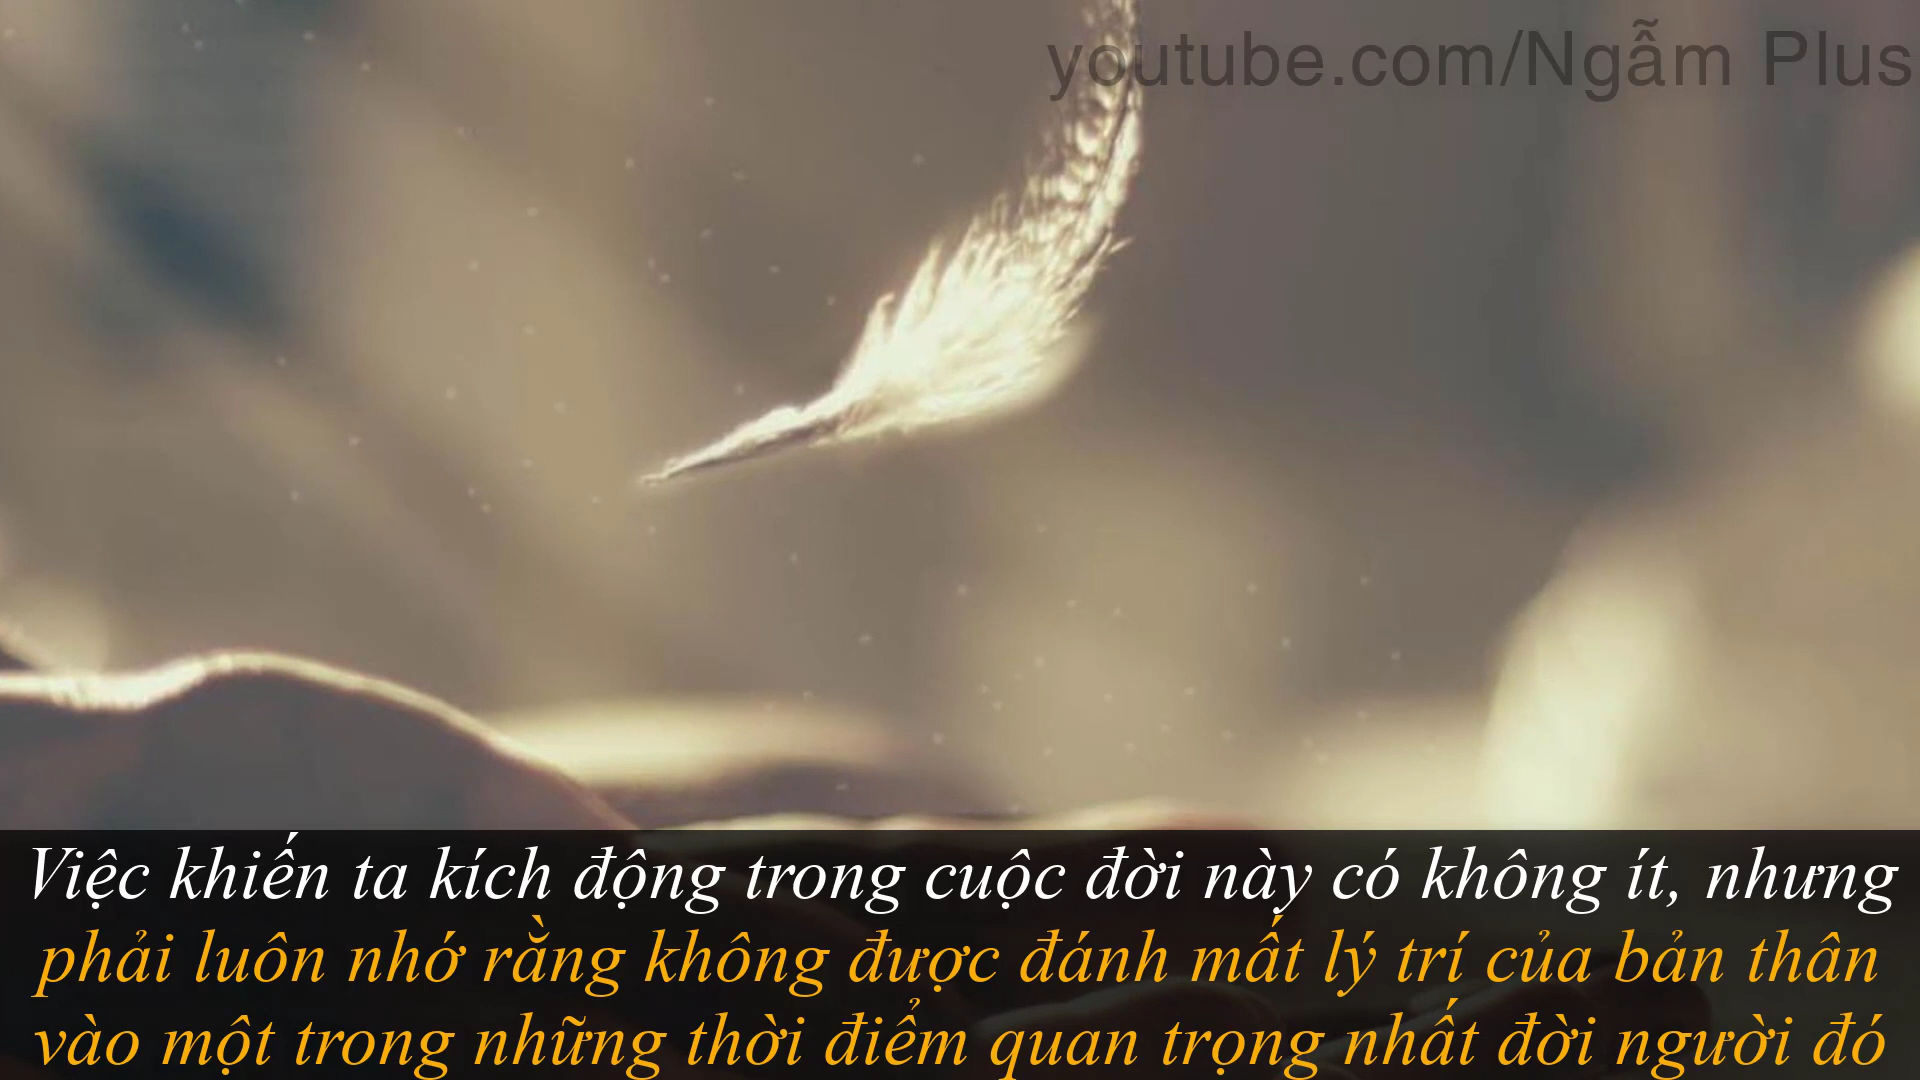 youtube.com/Ngẫm Plus
Việc khiến ta kích động trong cuộc đời này có không ít, nhưng
phải luôn nhớ rằng không được đánh mất lý trí của bản thân
vào một trong những thời điểm quan trọng nhất đời người đó